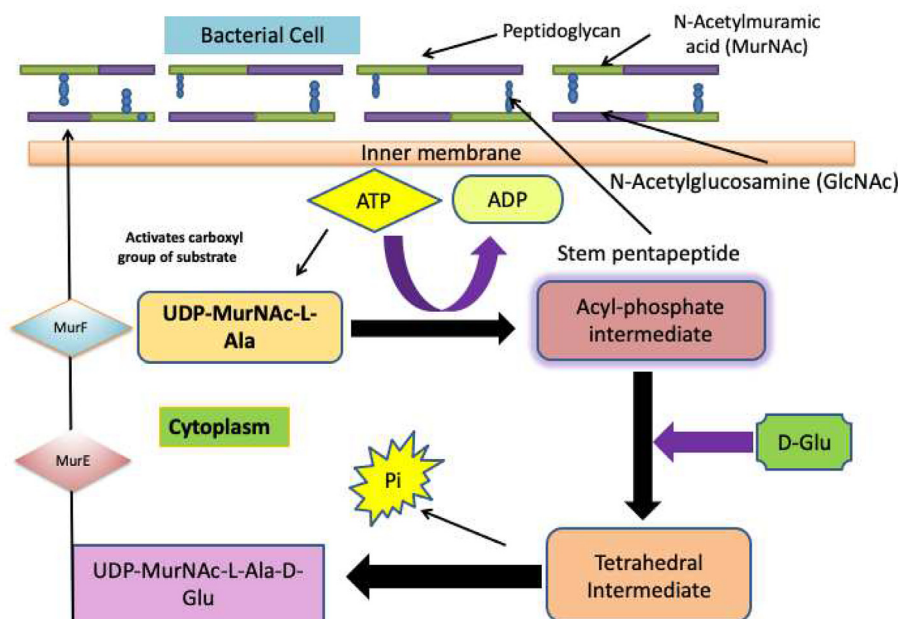 Bacterial Cell
Peptidoglycan
N-Acetylmuramic
acid (MurNAc)
Inner membrane
N-Acetylglucosamine (GlcNAc)
ATP
ADP
Activates carboxyl
group of substrate
Stem pentapeptide
MurF
UDP-MurNAc-L-
Ala
Acyl-phosphate
intermediate
Cytoplasm
D-Glu
MurE
Pi
UDP-MurNAc-L-Ala-D-
Glu
Tetrahedral
Intermediate